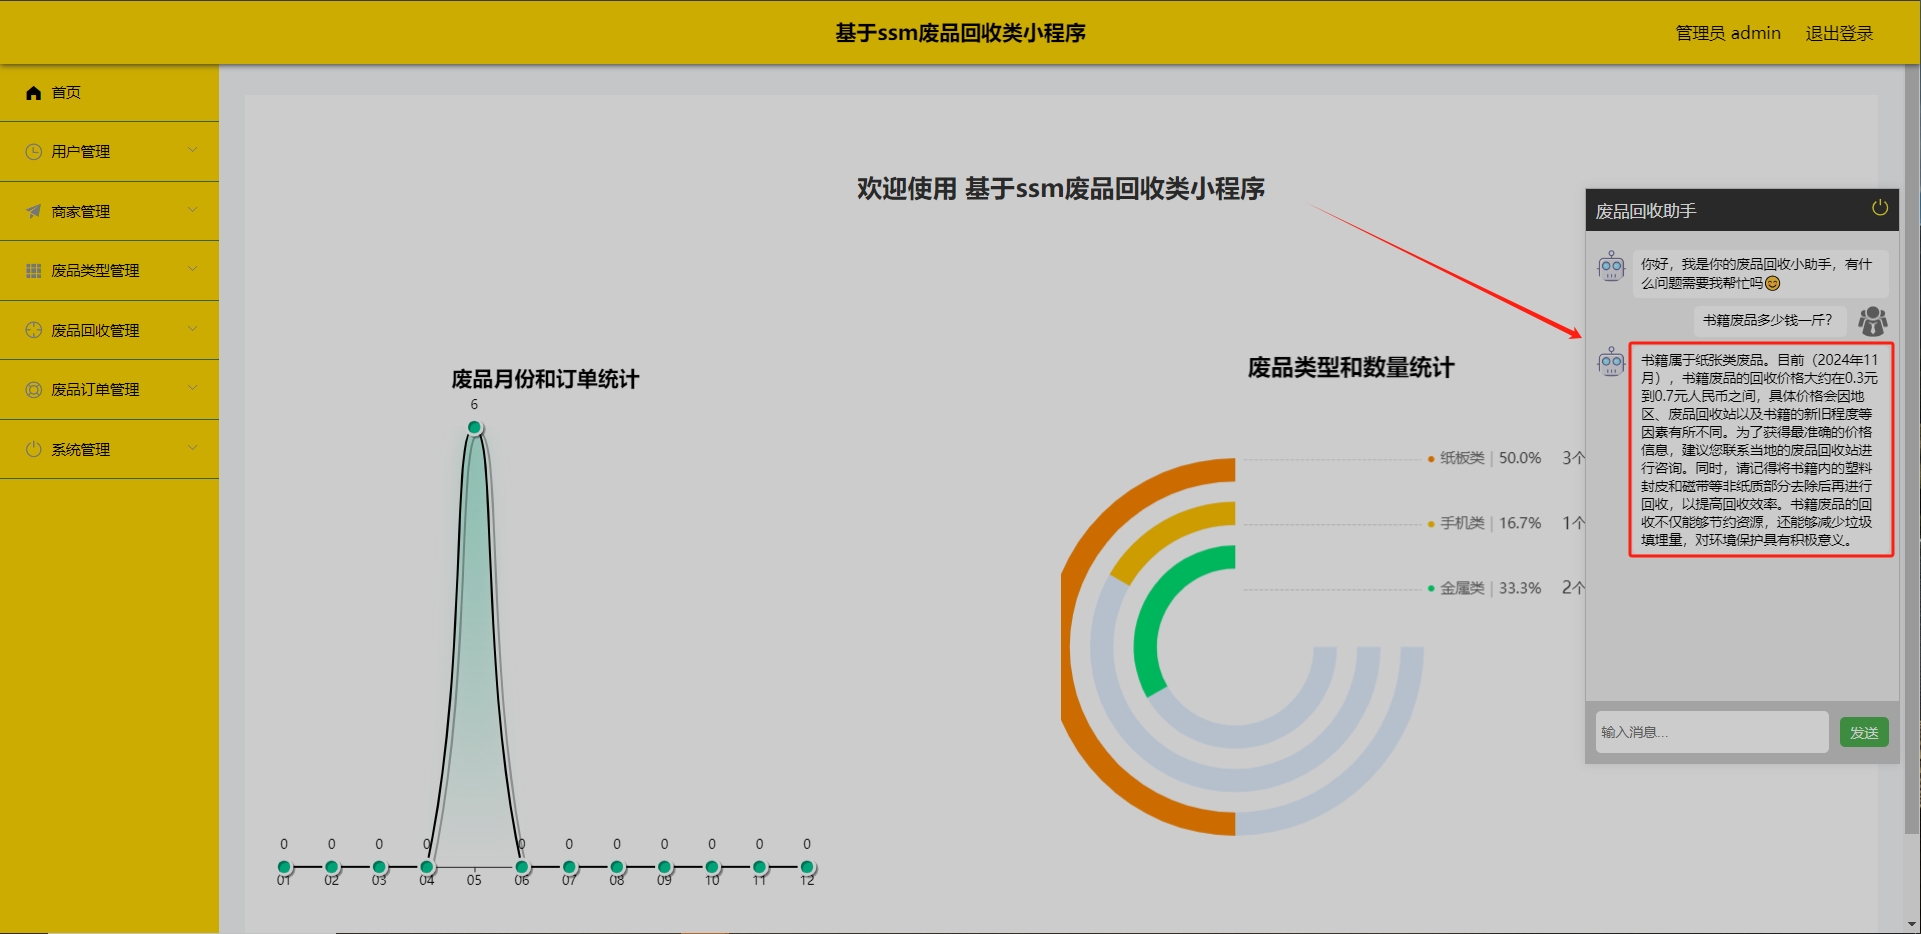 基于ssm废品回收类小程序
管理员 admin
退出登录
首页
用户管理
商家管理
废品类型管理
废品回收管理
废品订单管理
系统管理
欢迎使用 基于ssm废品回收类小程序
废品月份和订单统计
6
0 0 0 0 0 0 0 0 0 0 0
01 02 03 04 05 06 07 08 09 10 11 12
废品类型和数量统计
纸板类 | 50.0% 3个
手机类 | 16.7% 1个
金属类 | 33.3% 2个
废品回收助手
你好，我是你的废品回收小助手，有什
么问题需要我帮忙吗😊
书籍废品多少钱一斤？
书籍属于纸张类废品。目前（2024年11
月），书籍废品的回收价格大约在0.3元
到0.7元人民币之间，具体价格会因地
区、废品回收站以及书籍的新旧程度等
因素有所不同。为了获得最准确的价格
信息，建议您联系当地的废品回收站进
行咨询。同时，请记得将书籍内的塑料
封皮和磁带等非纸质部分去除后再进行
回收，以提高回收效率。书籍废品的回
收不仅能够节约资源，还能够减少垃圾
填埋量，对环境保护具有积极意义。
输入消息...
发送